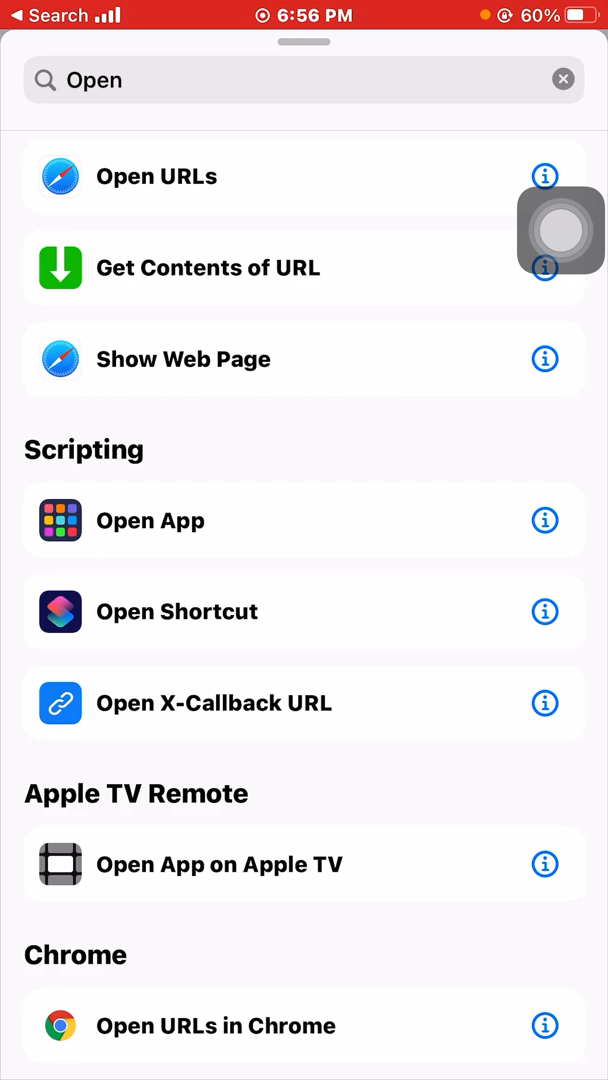 Search
6:56 PM
60%
Open
Open URLs
Get Contents of URL
Show Web Page
Scripting
Open App
Open Shortcut
Open X-Callback URL
Apple TV Remote
Open App on Apple TV
Chrome
Open URLs in Chrome